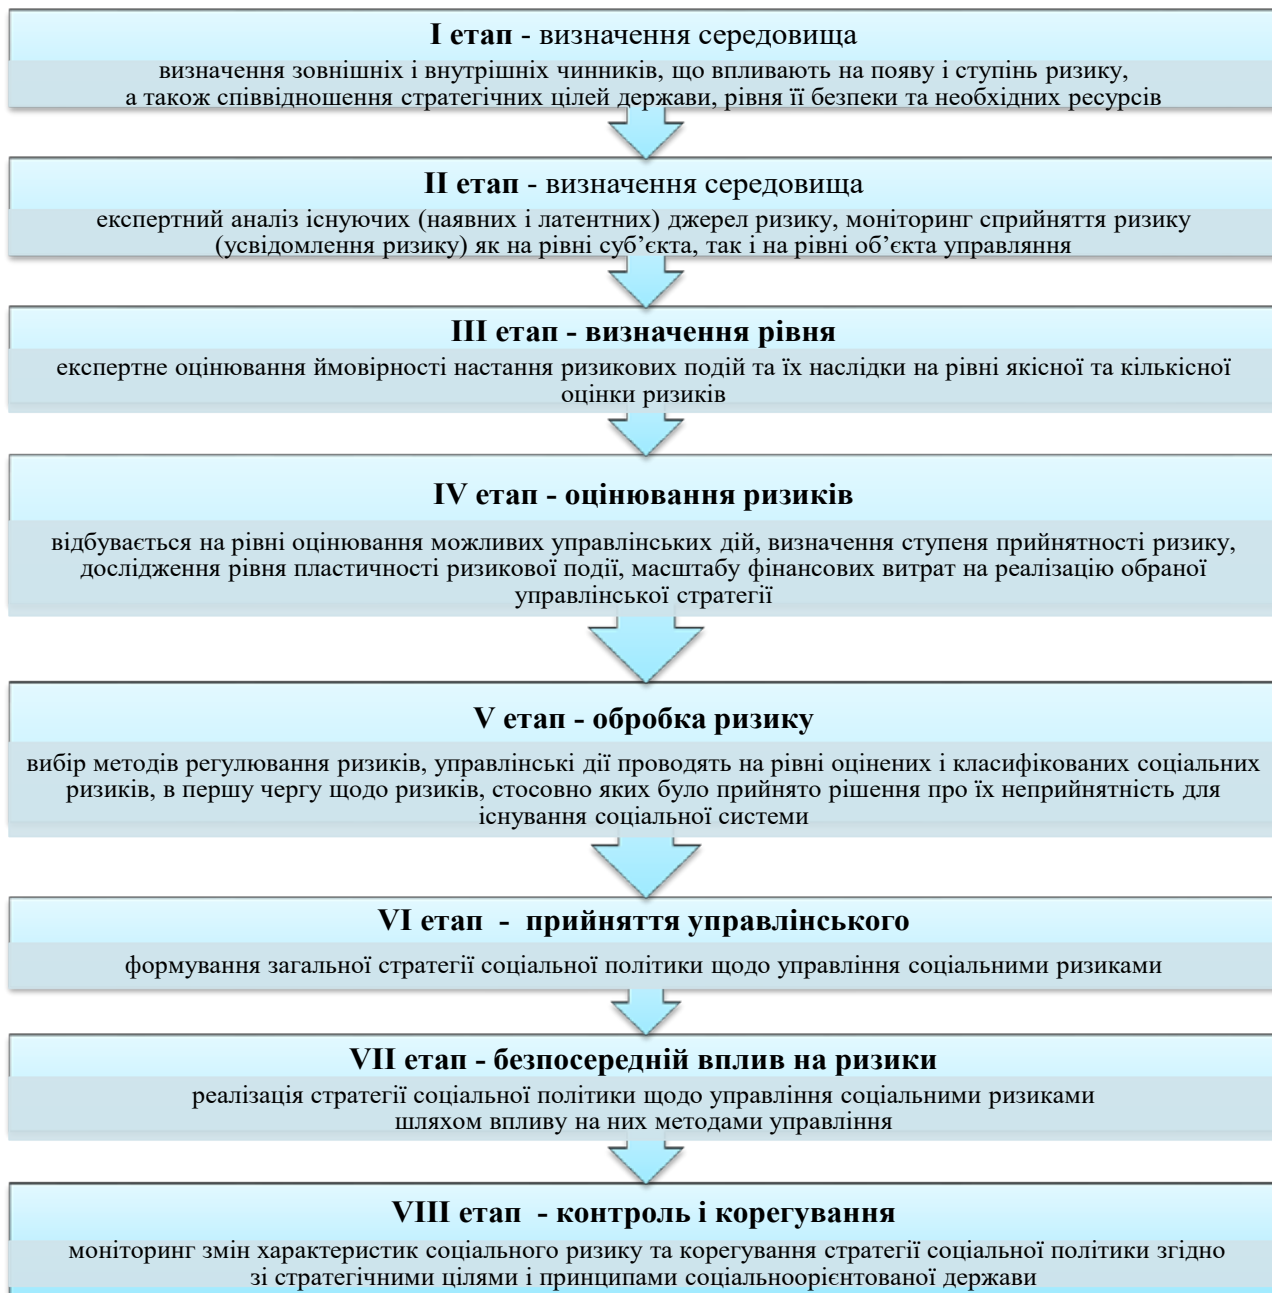 I етап - визначення середовища
визначення зовнішніх і внутрішніх чинників, що впливають на появу і ступінь ризику,
а також співвідношення стратегічних цілей держави, рівня її безпеки та необхідних ресурсів
II етап - визначення середовища
експертний аналіз існуючих (наявних і латентних) джерел ризику, моніторинг сприйняття ризику
(усвідомлення ризику) як на рівні суб’єкта, так і на рівні об’єкта управляння
III етап - визначення рівня
експертне оцінювання ймовірності настання ризикових подій та їх наслідки на рівні якісної та кількісної
оцінки ризиків
IV етап - оцінювання ризиків
відбувається на рівні оцінювання можливих управлінських дій, визначення ступеня прийнятності ризику,
дослідження рівня пластичності ризикової події, масштабу фінансових витрат на реалізацію обраної
управлінської стратегії
V етап - обробка ризику
вибір методів регулювання ризиків, управлінські дії проводять на рівні оцінених і класифікованих соціальних
ризиків, в першу чергу щодо ризиків, стосовно яких було прийнято рішення про їх неприйнятність для
існування соціальної системи
VI етап - прийняття управлінського
формування загальної стратегії соціальної політики щодо управління соціальними ризиками
VII етап - безпосередній вплив на ризики
реалізація стратегії соціальної політики щодо управління соціальними ризиками
шляхом впливу на них методами управління
VIII етап - контроль і корегування
моніторинг змін характеристик соціального ризику та корегування стратегії соціальної політики згідно
зі стратегічними цілями і принципами соціальноорієнтованої держави